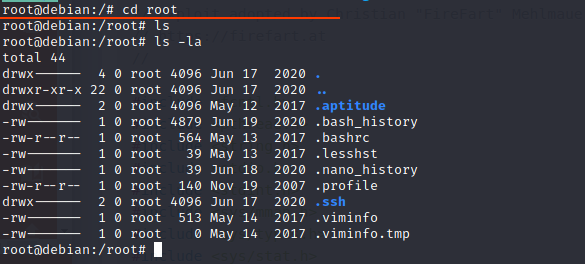 root@debian:/# cd root
root@debian:/root# ls
root@debian:/root# ls -la
total 44
drwx------  4 0 root 4096 Jun 17  2020 .
drwxr-xr-x 22 0 root 4096 Jun 17  2020 ..
drwx------  2 0 root 4096 May 12  2017 .aptitude
-rw-------  1 0 root 4879 Jun 19  2020 .bash_history
-rw-r--r--  1 0 root  564 May 13  2017 .bashrc
-rw-------  1 0 root   39 May 13  2017 .lesshst
-rw-------  1 0 root   39 Jun 18  2020 .nano_history
-rw-r--r--  1 0 root  140 Nov 19  2007 .profile
drwx------  2 0 root 4096 Jun 17  2020 .ssh
-rw-------  1 0 root  513 May 14  2017 .viminfo
-rw-------  1 0 root    0 May 14  2017 .viminfo.tmp
root@debian:/root#